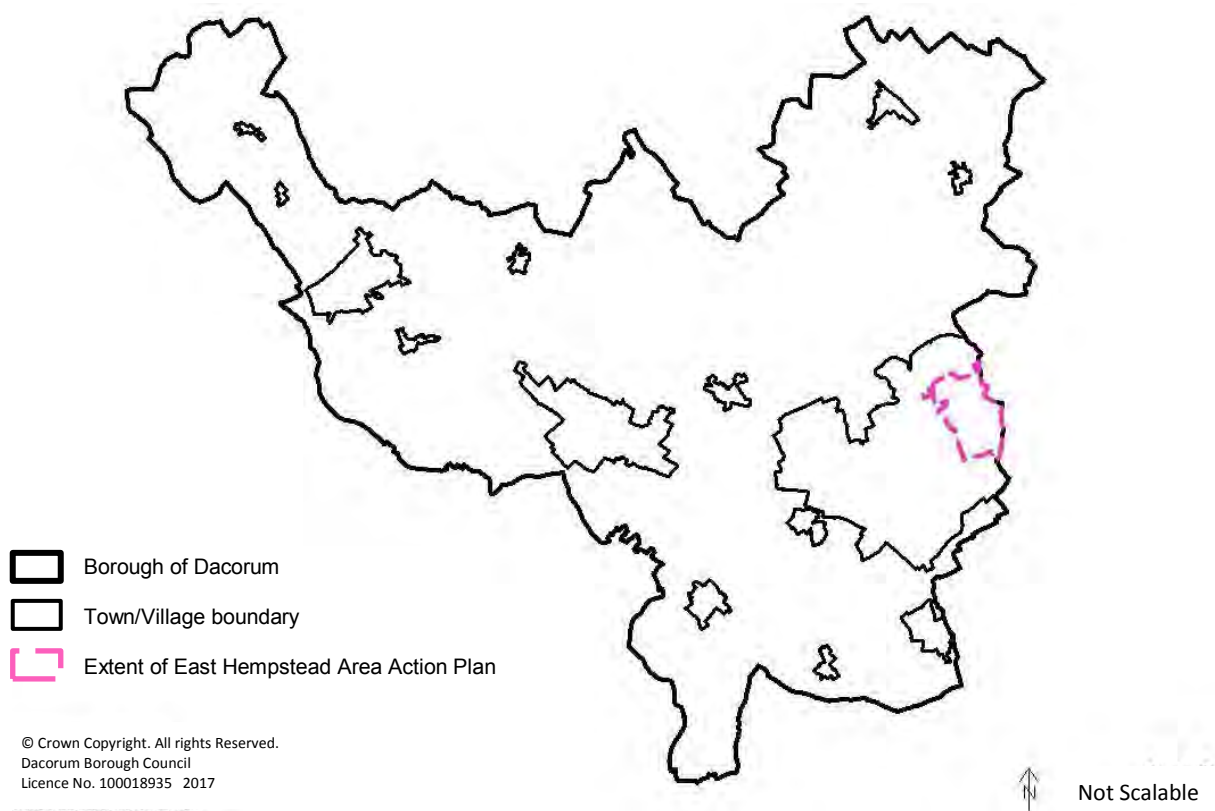 Borough of Dacorum
Town/Village boundary
Extent of East Hempstead Area Action Plan
© Crown Copyright. All rights Reserved.
Dacorum Borough Council
Licence No. 100018935 2017
N
Not Scalable